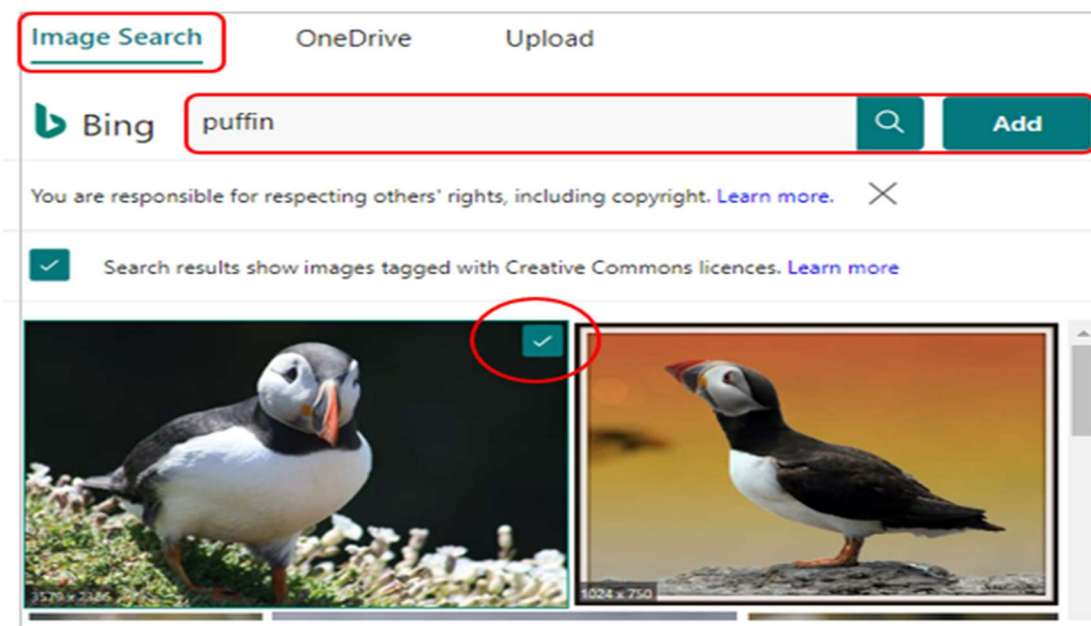 Image Search OneDrive Upload
Bing puffin Add
You are responsible for respecting others' rights, including copyright. Learn more.
Search results show images tagged with Creative Commons licences. Learn more
1024 x 750